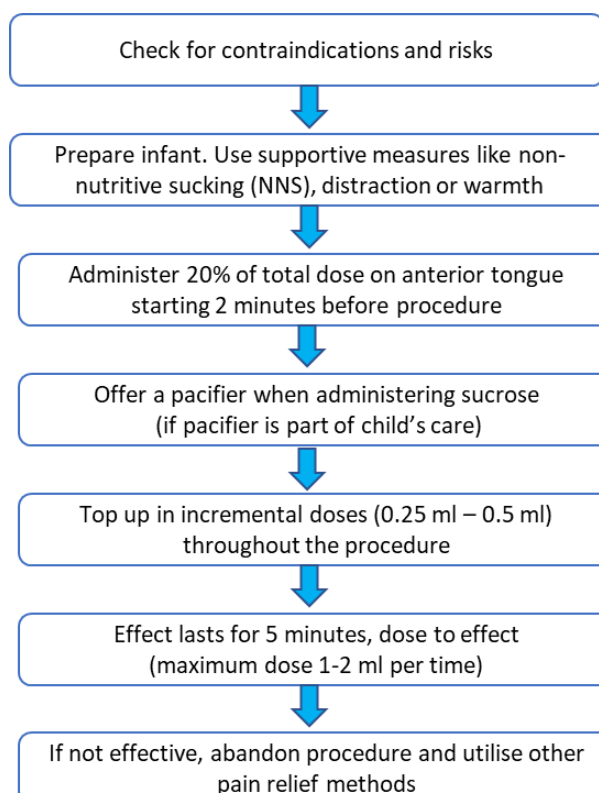 Check for contraindications and risks
Prepare infant. Use supportive measures like non-
nutritive sucking (NNS), distraction or warmth
Administer 20% of total dose on anterior tongue
starting 2 minutes before procedure
Offer a pacifier when administering sucrose
(if pacifier is part of child's care)
Top up in incremental doses (0.25 ml – 0.5 ml)
throughout the procedure
Effect lasts for 5 minutes, dose to effect
(maximum dose 1-2 ml per time)
If not effective, abandon procedure and utilise other
pain relief methods